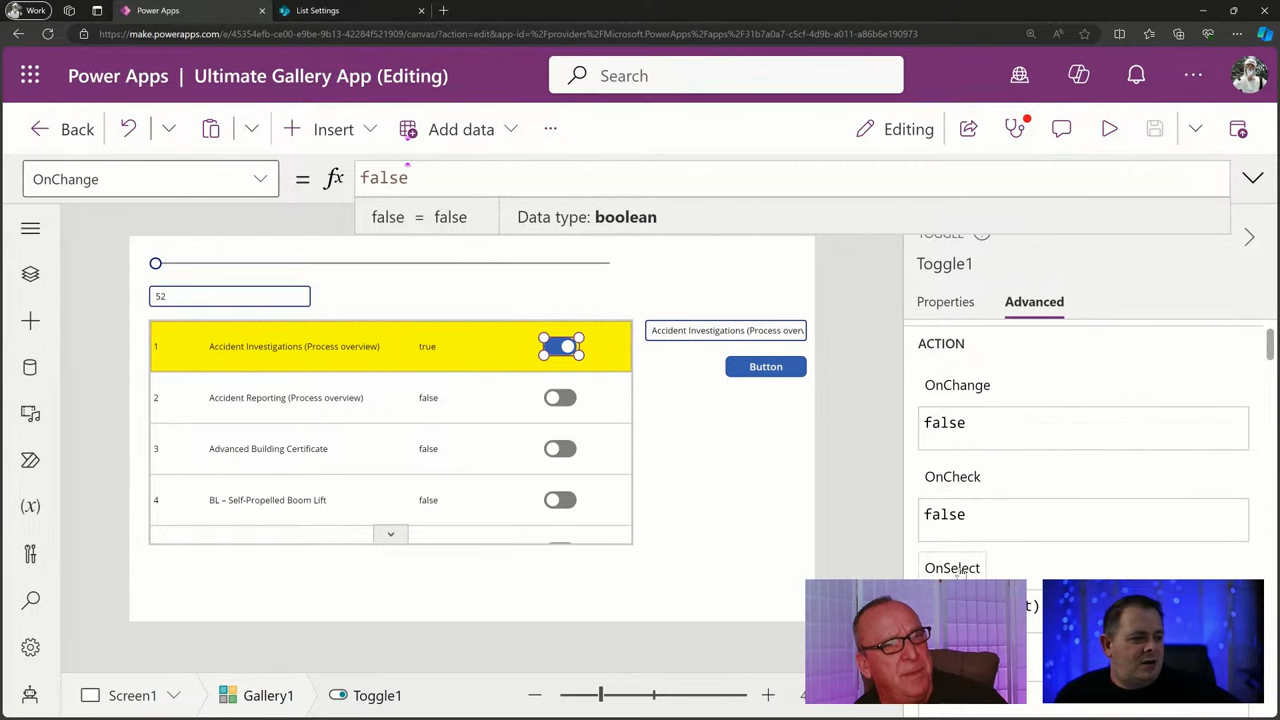 Work
Power Apps
List Settings
https://make.powerapps.com/e/45354efb-ce00-e9be-9b13-42284f521909/canvas/?action=edit&app-id=%2Fproviders%2FMicrosoft.PowerApps%2Fapps%2F31b7a0a7-c5cf-4d9b-a011-a86b6e190973
Power Apps | Ultimate Gallery App (Editing)
Search
Back
Insert
Add data
Editing
OnChange
=
fx
false
false = false
Data type: boolean
TOGGLE
Toggle1
Properties
Advanced
ACTION
OnChange
false
OnCheck
false
OnSelect
t)
52
1 Accident Investigations (Process overview) true
2 Accident Reporting (Process overview) false
3 Advanced Building Certificate false
4 BL – Self-Propelled Boom Lift false
Accident Investigations (Process over
Button
(x)
Screen1
Gallery1
Toggle1